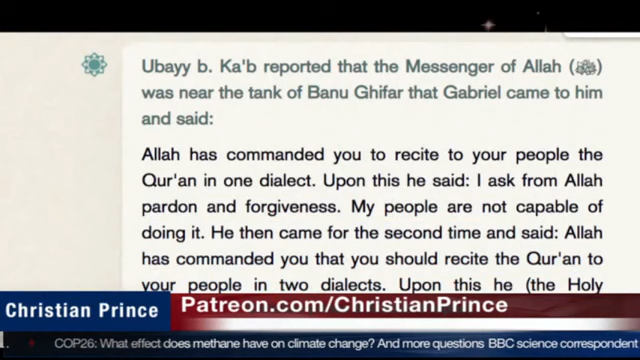 Ubayy b. Ka'b reported that the Messenger of Allah (ﷺ)
was near the tank of Banu Ghifar that Gabriel came to him
and said:
Allah has commanded you to recite to your people the
Qur'an in one dialect. Upon this he said: I ask from Allah
pardon and forgiveness. My people are not capable of
doing it. He then came for the second time and said: Allah
has commanded you that you should recite the Qur'an to
your people in two dialects. Upon this he (the Holy
Christian Prince
Patreon.com/ChristianPrince
COP26: What effect does methane have on climate change? And more questions BBC science correspondent